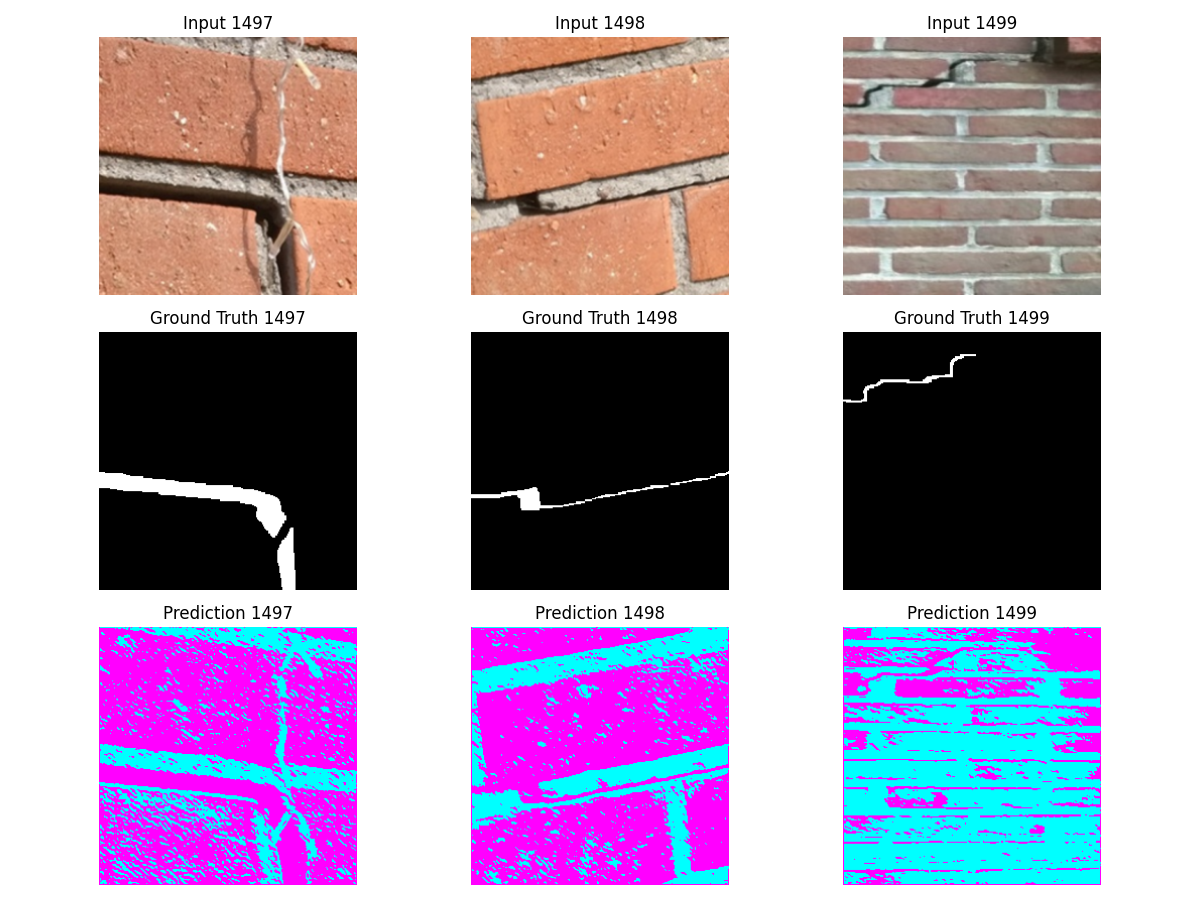 Input 1497
Input 1498
Input 1499
Ground Truth 1497
Ground Truth 1498
Ground Truth 1499
Prediction 1497
Prediction 1498
Prediction 1499